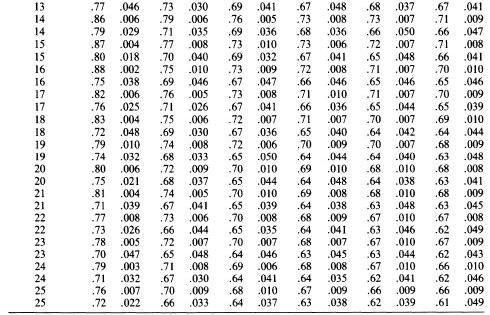 13 .77 .046 .73 .030 .69 .041 .67 .048 .68 .037 .67 .041
14 .86 .006 .79 .006 .76 .005 .73 .008 .73 .007 .71 .009
14 .79 .029 .71 .035 .69 .036 .68 .036 .66 .050 .66 .047
15 .87 .004 .77 .008 .73 .010 .73 .006 .72 .007 .71 .008
15 .80 .018 .70 .040 .69 .032 .67 .041 .65 .048 .66 .041
16 .88 .002 .75 .010 .73 .009 .72 .008 .71 .007 .70 .010
16 .75 .038 .69 .046 .67 .047 .66 .046 .65 .046 .65 .046
17 .82 .006 .76 .005 .73 .008 .71 .010 .71 .007 .70 .009
17 .76 .025 .71 .026 .67 .041 .66 .036 .65 .044 .65 .039
18 .83 .004 .75 .006 .72 .007 .71 .007 .70 .007 .69 .010
18 .72 .048 .69 .030 .67 .036 .65 .040 .64 .042 .64 .044
19 .79 .010 .74 .008 .72 .006 .70 .009 .70 .007 .68 .009
19 .74 .032 .68 .033 .65 .050 .64 .044 .64 .040 .63 .048
20 .80 .006 .72 .009 .70 .010 .69 .010 .68 .010 .68 .008
20 .75 .021 .68 .037 .65 .044 .64 .048 .64 .038 .63 .041
21 .81 .004 .74 .005 .70 .010 .69 .008 .68 .010 .68 .009
21 .71 .039 .67 .041 .65 .039 .64 .038 .63 .048 .63 .045
22 .77 .008 .73 .006 .70 .008 .68 .009 .67 .010 .67 .008
22 .73 .026 .66 .044 .65 .035 .64 .041 .63 .046 .62 .049
23 .78 .005 .72 .007 .70 .007 .68 .007 .67 .010 .67 .009
23 .70 .047 .65 .048 .64 .046 .63 .045 .63 .044 .62 .043
24 .79 .003 .71 .008 .69 .006 .68 .008 .67 .010 .66 .010
24 .71 .032 .67 .030 .64 .041 .64 .035 .62 .041 .62 .046
25 .76 .007 .70 .009 .68 .010 .67 .009 .66 .009 .66 .009
25 .72 .022 .66 .033 .64 .037 .63 .038 .62 .039 .61 .049